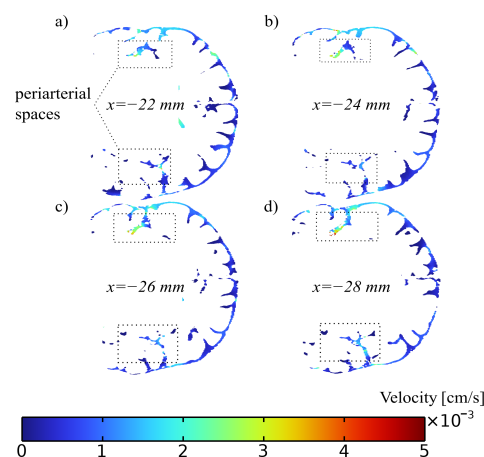 a)
b)
periarterial
spaces
x=−22 mm
x=−24 mm
c)
d)
x=−26 mm
x=−28 mm
Velocity [cm/s]
×10⁻³
0 1 2 3 4 5